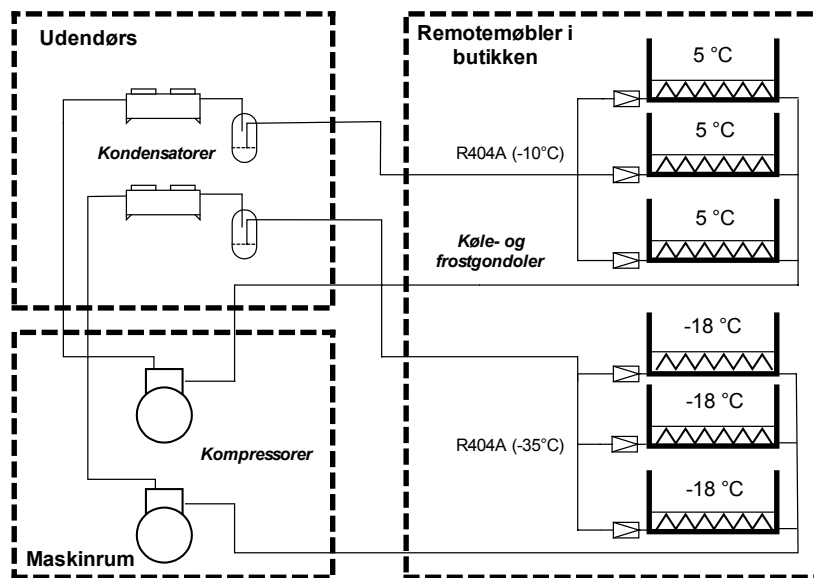 Udendørs
Kondensatorer
Remotemøbler i
butikken
5 °C
5 °C
5 °C
R404A (-10°C)
Køle- og
frostgondoler
-18 °C
-18 °C
-18 °C
R404A (-35°C)
Kompressorer
Maskinrum